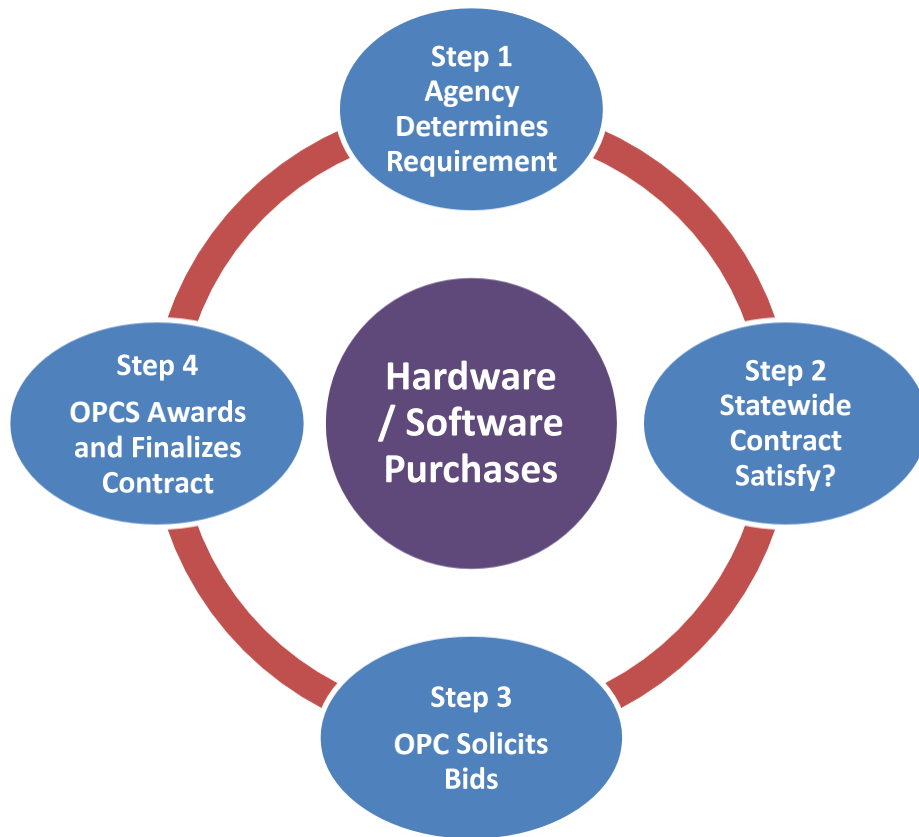 Step 1
Agency
Determines
Requirement
Step 2
Statewide
Contract
Satisfy?
Step 3
OPC Solicits
Bids
Step 4
OPCS Awards
and Finalizes
Contract
Hardware
/ Software
Purchases